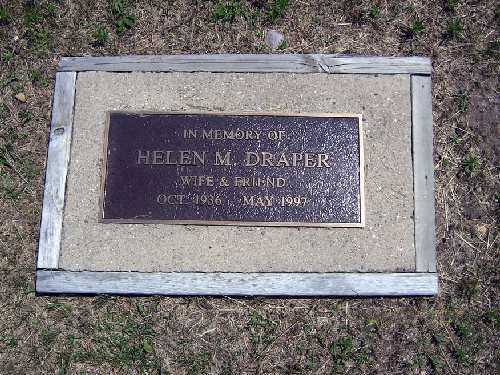 IN MEMORY OF
HELEN M. DRAPER
WIFE & FRIEND
OCT. 1936 MAY 1997